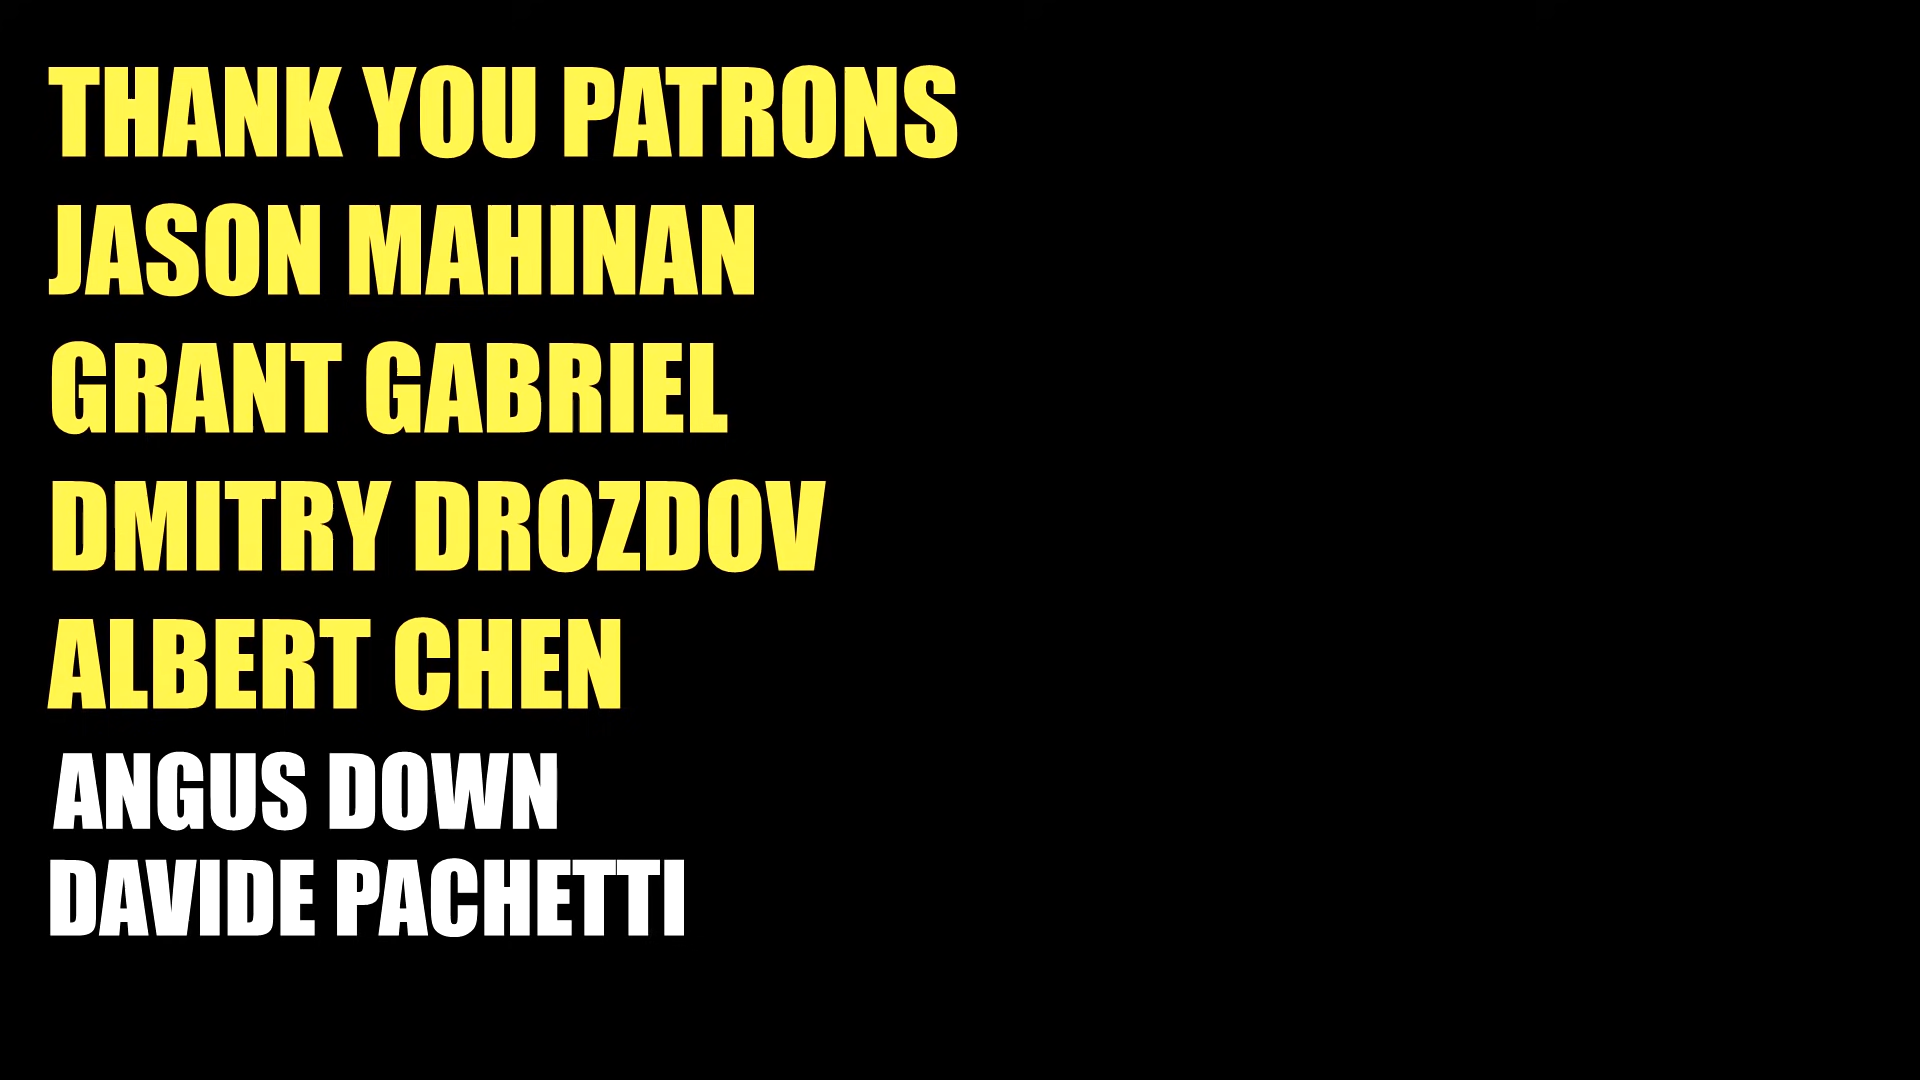 THANK YOU PATRONS
JASON MAHINAN
GRANT GABRIEL
DMITRY DROZDOV
ALBERT CHEN
ANGUS DOWN
DAVIDE PACHETTI